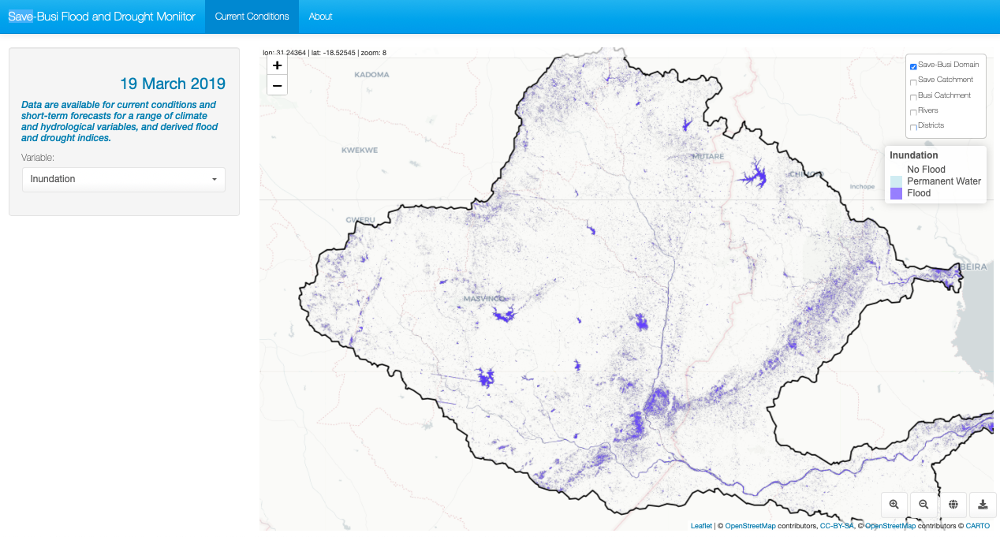 Save-Busi Flood and Drought Moniitor
Current Conditions
About
19 March 2019
Data are available for current conditions and
short-term forecasts for a range of climate
and hydrological variables, and derived flood
and drought indices.
Variable:
Inundation
lon: 31.24364 | lat: -18.52545 | zoom: 8
+
−
KADOMA
KWEKWE
GWERU
MASVINGO
MUTARE
CHIMOIO
Inchope
BEIRA
Save-Busi Domain
Save Catchment
Busi Catchment
Rivers
Districts
Inundation
No Flood
Permanent Water
Flood
Leaflet | © OpenStreetMap contributors, CC-BY-SA, © OpenStreetMap contributors © CARTO